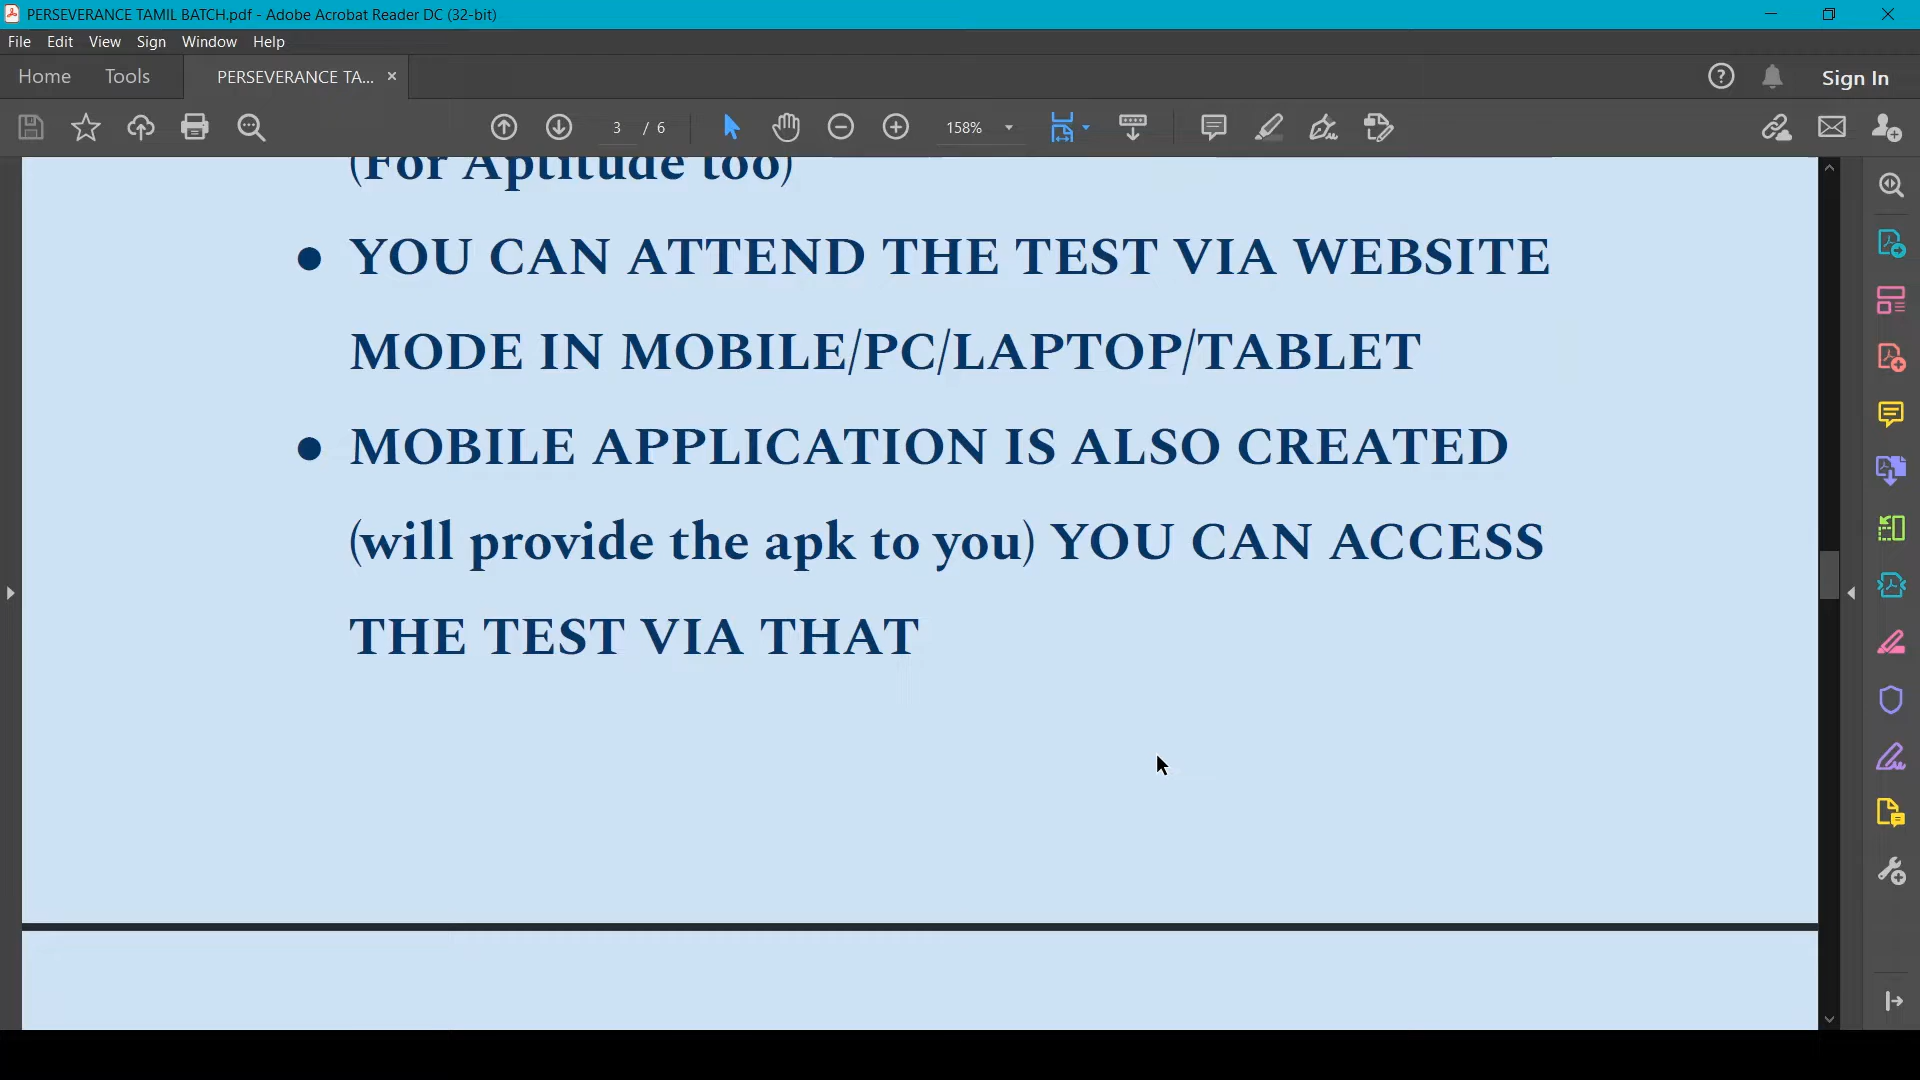 PERSEVERANCE TAMIL BATCH.pdf - Adobe Acrobat Reader DC (32-bit)
File Edit View Sign Window Help
Home Tools PERSEVERANCE TA... × Sign In
3 / 6 158%
(For Aptitude too)
● YOU CAN ATTEND THE TEST VIA WEBSITE
MODE IN MOBILE/PC/LAPTOP/TABLET
● MOBILE APPLICATION IS ALSO CREATED
(will provide the apk to you) YOU CAN ACCESS
THE TEST VIA THAT